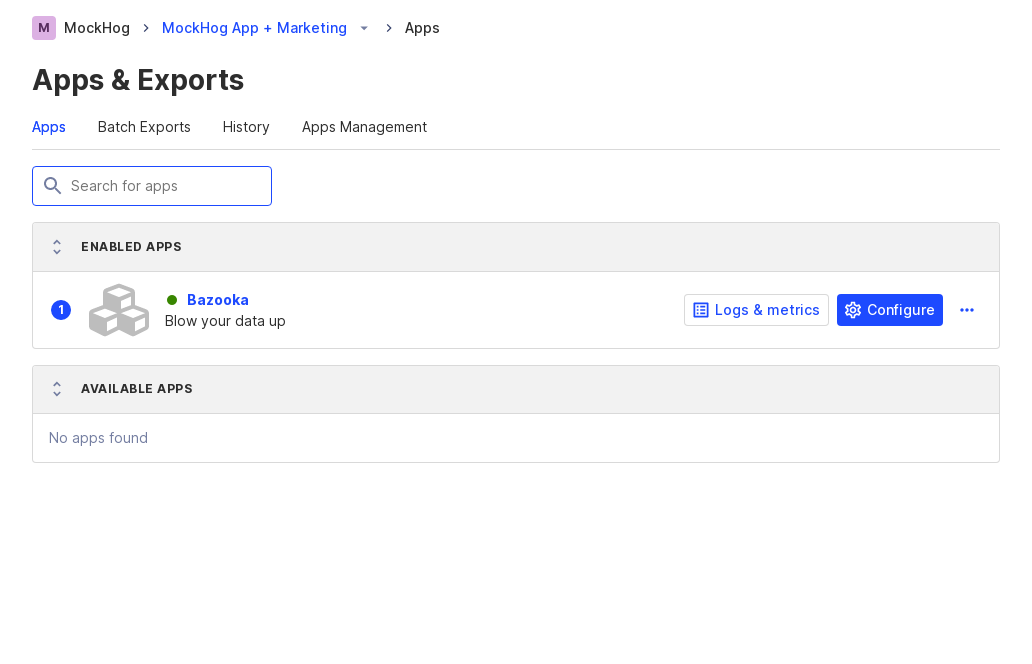 M MockHog MockHog App + Marketing Apps
Apps & Exports
Apps Batch Exports History Apps Management
Search for apps
ENABLED APPS
1 Bazooka Logs & metrics Configure
Blow your data up
AVAILABLE APPS
No apps found